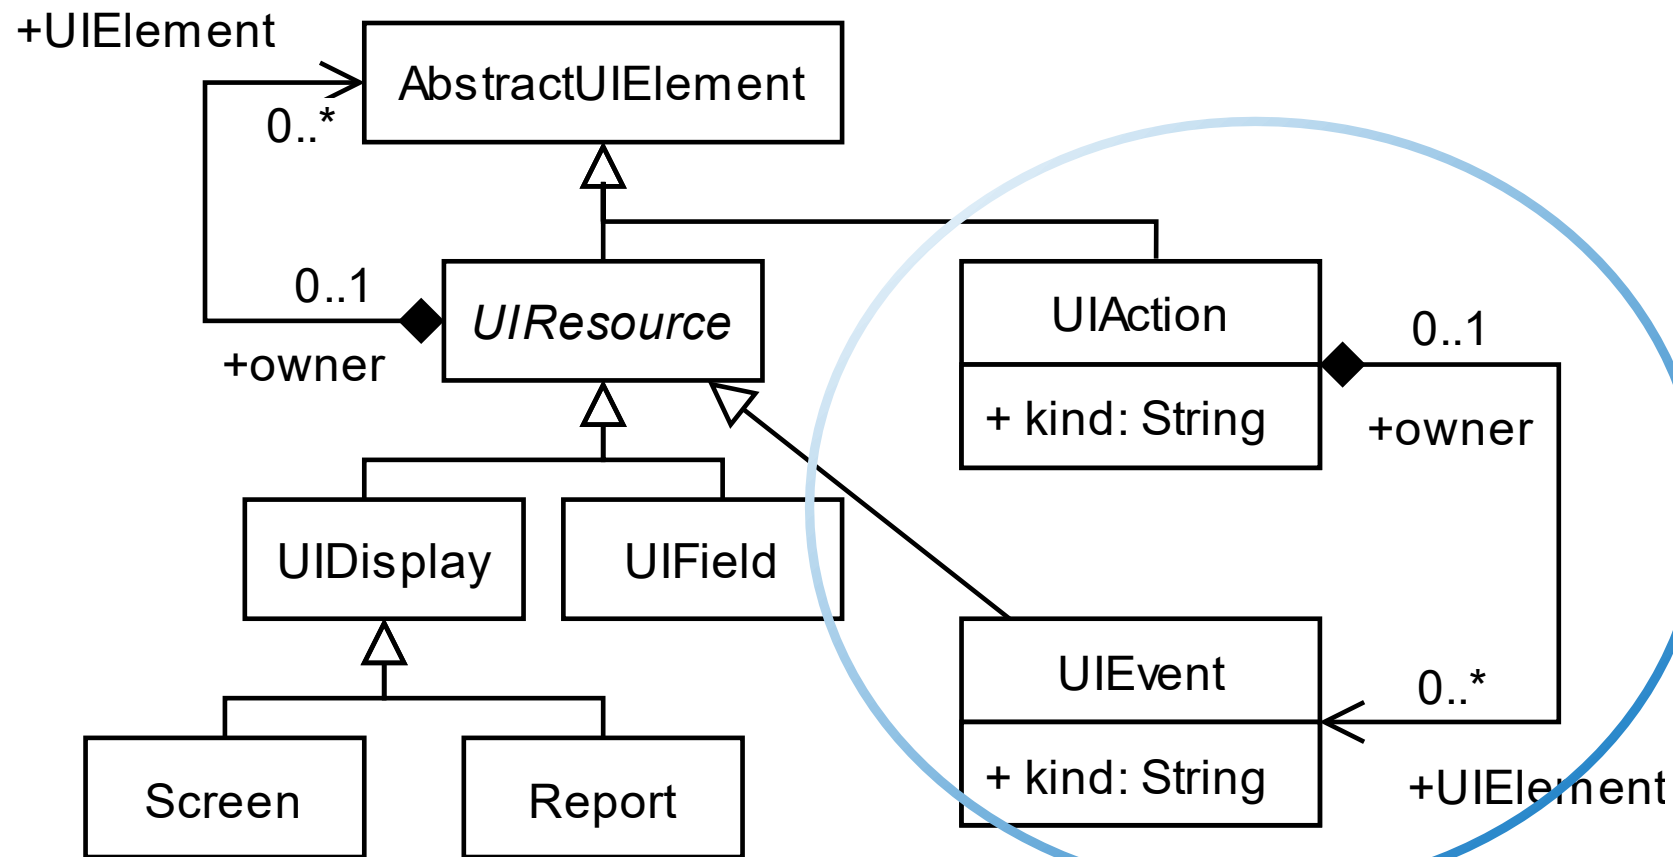 +UIElement
AbstractUIElement
0..*
0..1
UIResource
+owner
UIAction
+ kind: String
0..1
+owner
UIDisplay
UIField
UIEvent
+ kind: String
0..*
+UIElement
Screen
Report